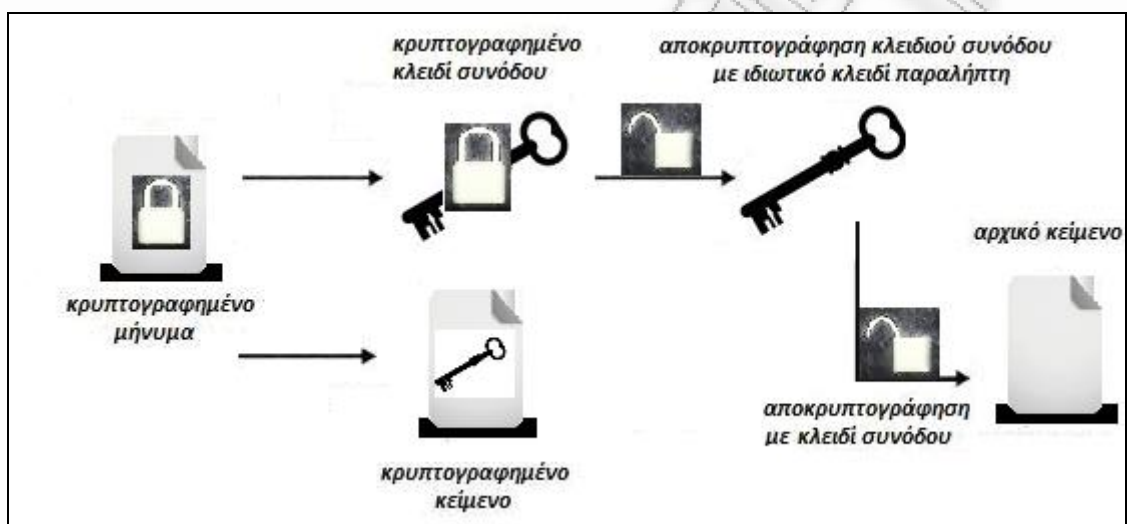 κρυπτογραφημένο
κλειδί συνόδου
αποκρυπτογράφηση κλειδιού συνόδου
με ιδιωτικό κλειδί παραλήπτη
κρυπτογραφημένο
μήνυμα
αρχικό κείμενο
αποκρυπτογράφηση
με κλειδί συνόδου
κρυπτογραφημένο
κείμενο